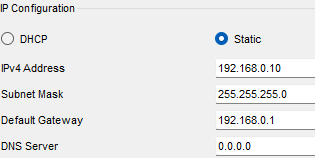 IP Configuration
DHCP Static
IPv4 Address 192.168.0.10
Subnet Mask 255.255.255.0
Default Gateway 192.168.0.1
DNS Server 0.0.0.0